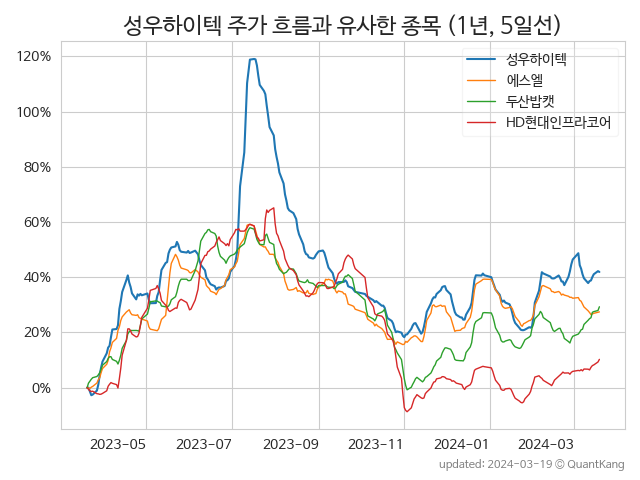 성우하이텍 주가 흐름과 유사한 종목 (1년, 5일선)
성우하이텍
에스엘
두산밥캣
HD현대인프라코어
120%
100%
80%
60%
40%
20%
0%
2023-05 2023-07 2023-09 2023-11 2024-01 2024-03
updated: 2024-03-19 © QuantKang